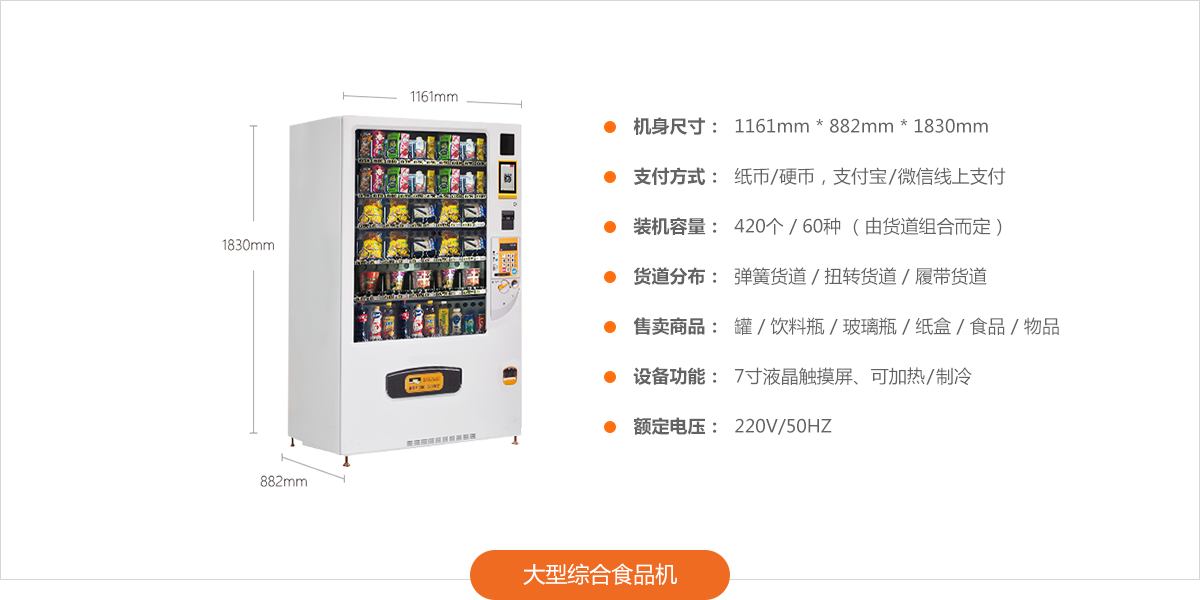 1161mm
1830mm
882mm
机身尺寸： 1161mm * 882mm * 1830mm
支付方式： 纸币/硬币，支付宝/微信线上支付
装机容量： 420个 / 60种 （ 由货道组合而定 ）
货道分布： 弹簧货道 / 扭转货道 / 履带货道
售卖商品： 罐 / 饮料瓶 / 玻璃瓶 / 纸盒 / 食品 / 物品
设备功能： 7寸液晶触摸屏、可加热/制冷
额定电压： 220V/50HZ
大型综合食品机